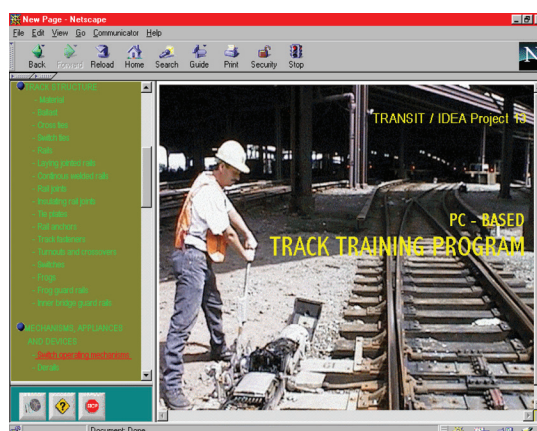 New Page - Netscape
File Edit View Go Communicator Help
Back Forward Reload Home Search Guide Print Security Stop
N
TRACK STRUCTURE
- Material
- Ballast
- Cross ties
- Switch ties
- Rails
- Laying jointed rails
- Continous welded rails
- Rail joints
- Insulating rail joints
- Tie plates
- Rail anchors
- Track fasteners
- Turnouts and crossovers
- Switches
- Frogs
- Frog guard rails
- Inner bridge guard rails
MECHANISMS, APPLIANCES
AND DEVICES
- Switch operating mechanisms
- Derails
TRANSIT / IDEA Project 13
PC - BASED
TRACK TRAINING PROGRAM
Document: Done